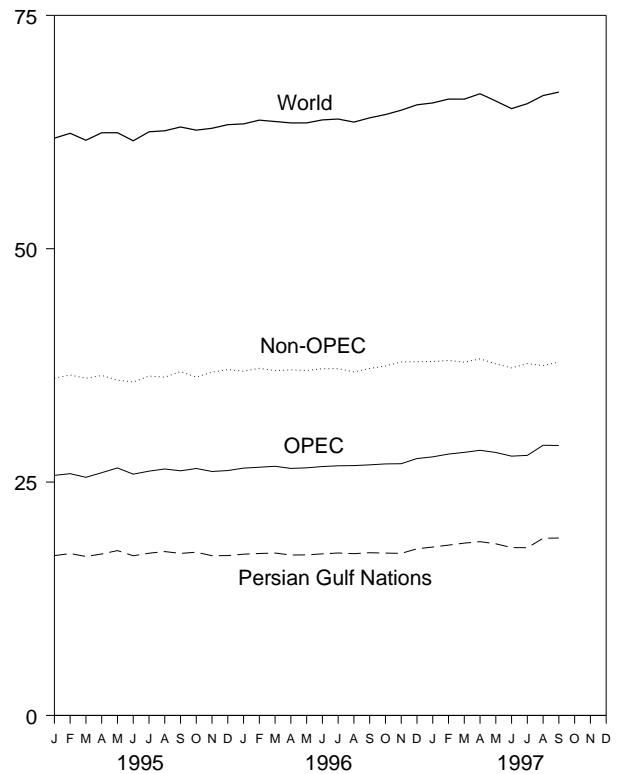 75
World
50
Non-OPEC
OPEC
25
Persian Gulf Nations
0
J F M A M J J A S O N D J F M A M J J A S O N D J F M A M J J A S O N D
1995 1996 1997